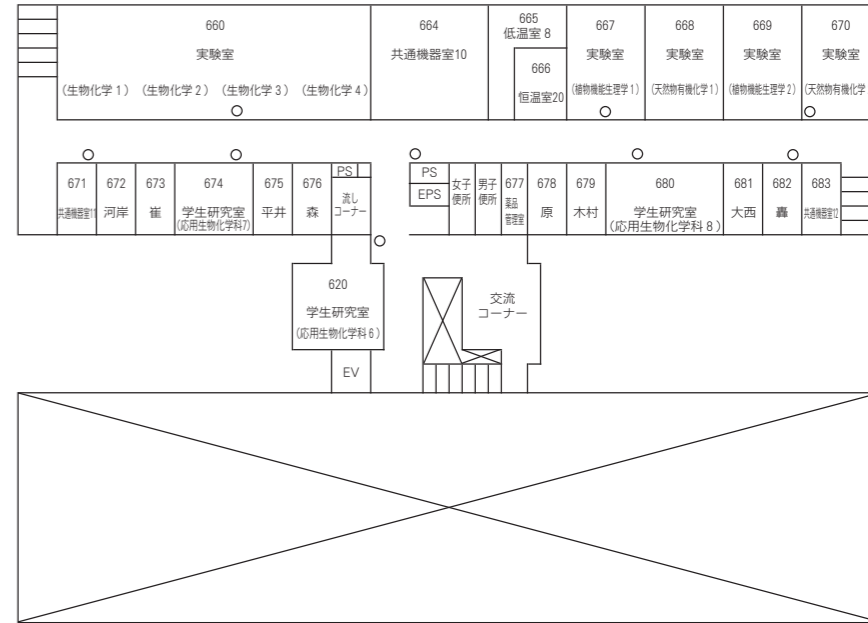 660
実験室
(生物化学1) (生物化学2) (生物化学3) (生物化学4)
664
共通機器室10
665
低温室 8
666
恒温室20
667
実験室
(植物機能生理学1)
668
実験室
(天然物有機化学1)
669
実験室
(植物機能生理学2)
670
実験室
(天然物有機化学
671
共通機器室11
672
河岸
673
崔
674
学生研究室
(応用生物化学科7)
675
平井
676
森
PS
流し
コーナー
PS
EPS
女子
便所
男子
便所
677
薬品
管理室
678
原
679
木村
680
学生研究室
(応用生物化学科 8)
681
大西
682
轟
683
共通機器室12
620
学生研究室
(応用生物化学科 6)
交流
コーナー
EV